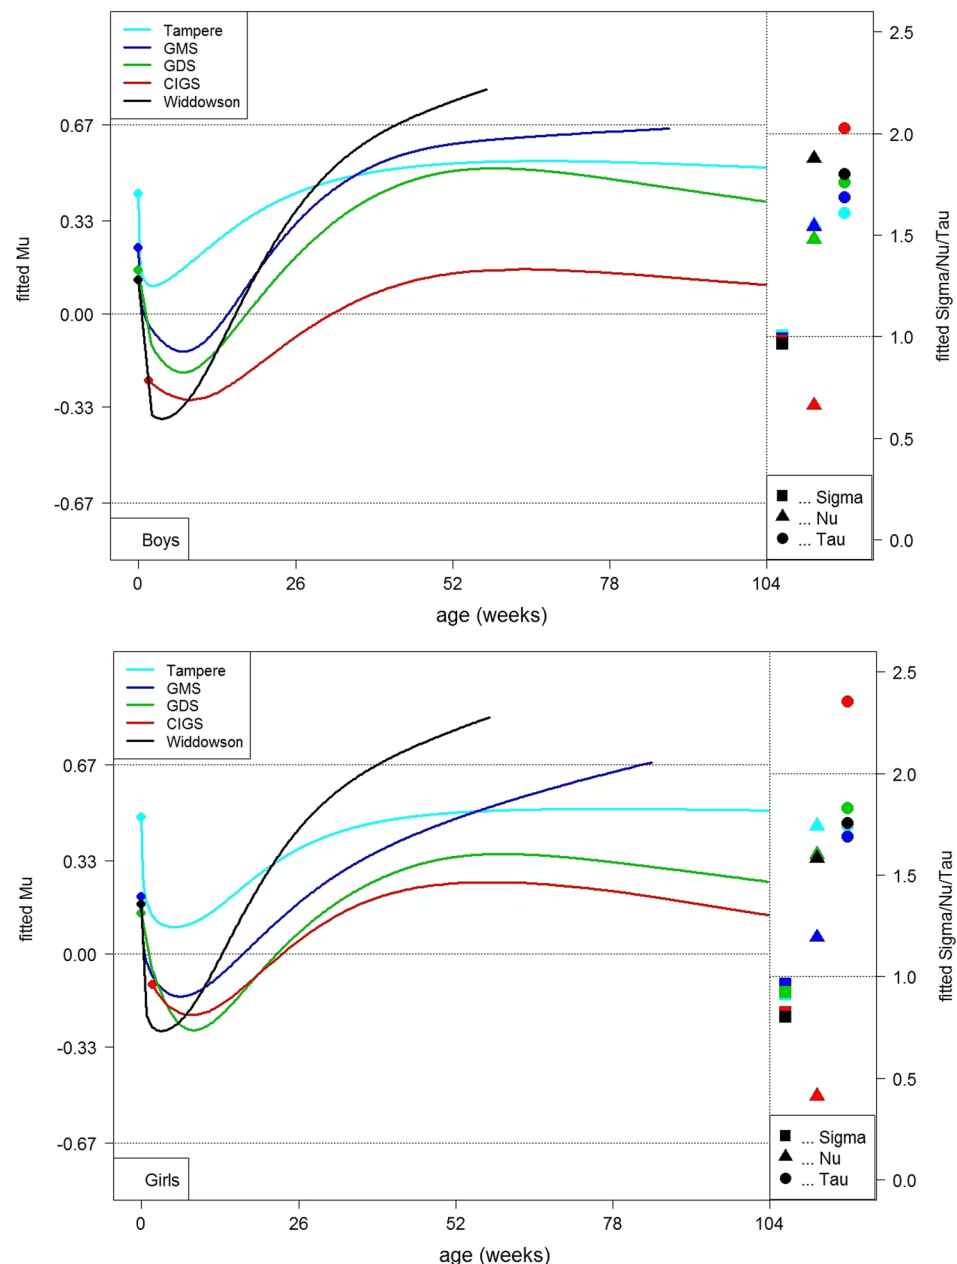 Tampere
GMS
GDS
CIGS
Widdowson
fitted Mu
0.67
0.33
0.00
-0.33
-0.67
2.5
2.0
1.5
1.0
0.5
0.0
fitted Sigma/Nu/Tau
... Sigma
... Nu
... Tau
Boys
0 26 52 78 104
age (weeks)
Tampere
GMS
GDS
CIGS
Widdowson
fitted Mu
0.67
0.33
0.00
-0.33
-0.67
2.5
2.0
1.5
1.0
0.5
0.0
fitted Sigma/Nu/Tau
... Sigma
... Nu
... Tau
Girls
0 26 52 78 104
age (weeks)